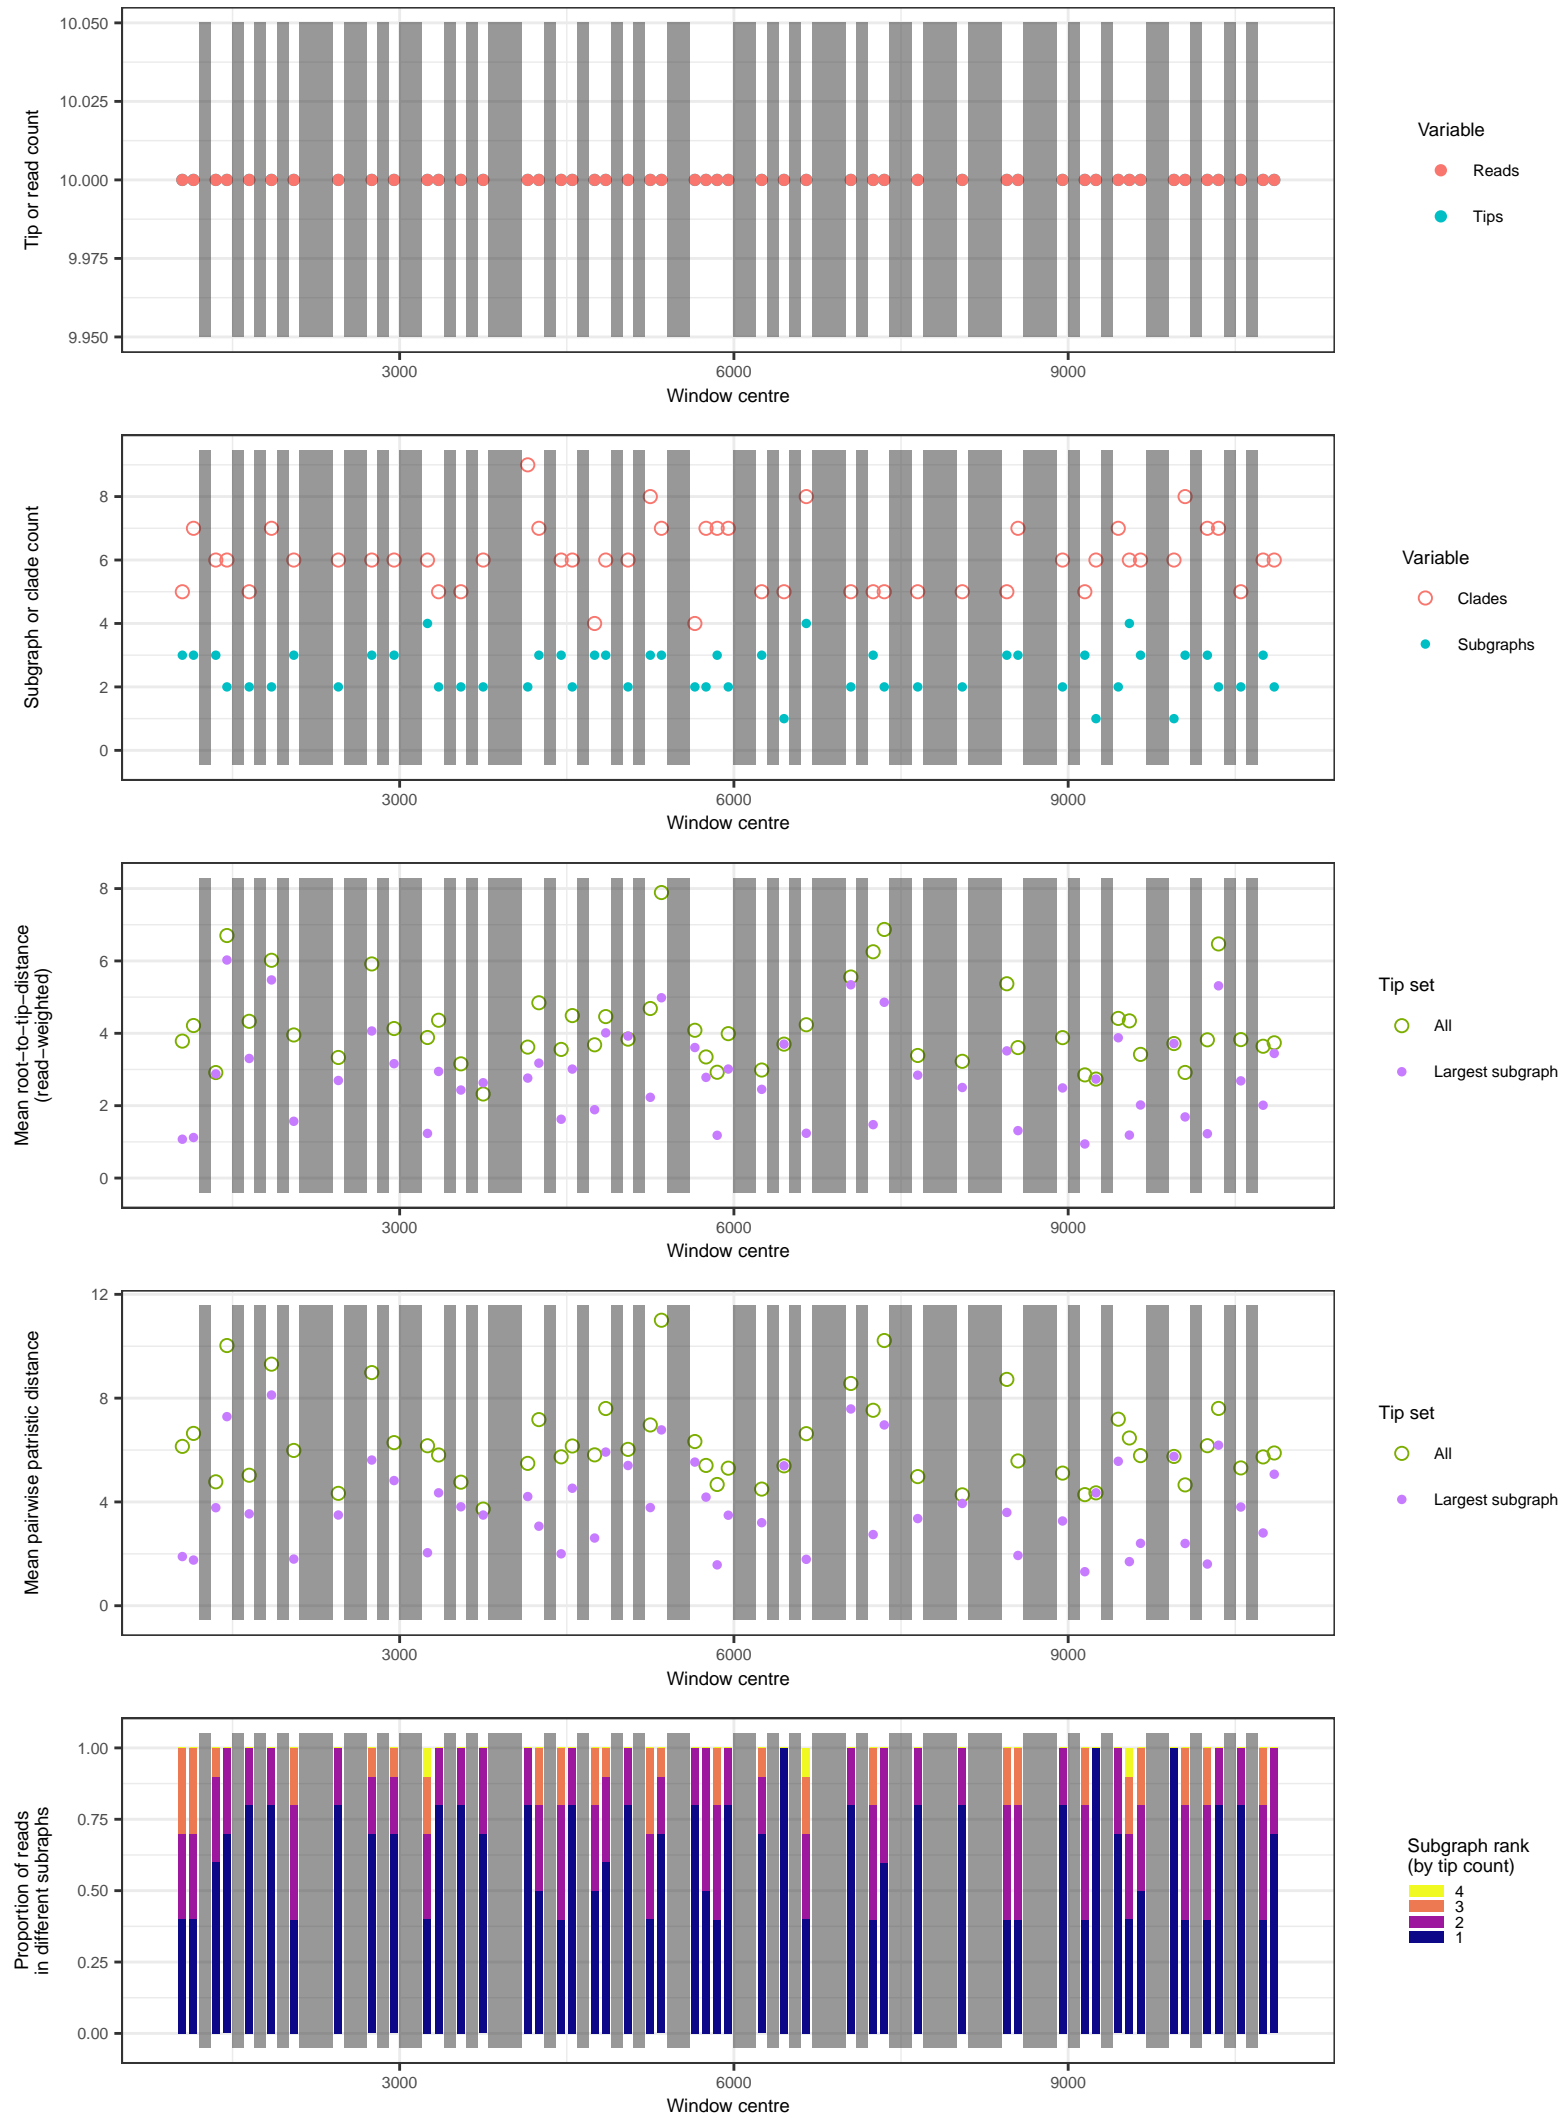 10.050
10.025
10.000
9.975
9.950
Tip or read count
3000
6000
9000
Window centre
Variable
Reads
Tips
8
6
4
2
0
Subgraph or clade count
3000
6000
9000
Window centre
Variable
Clades
Subgraphs
8
6
4
2
0
Mean root−to−tip−distance
(read−weighted)
3000
6000
9000
Window centre
Tip set
All
Largest subgraph
12
8
4
0
Mean pairwise patristic distance
3000
6000
9000
Window centre
Tip set
All
Largest subgraph
1.00
0.75
0.50
0.25
0.00
Proportion of reads
in different subraphs
3000
6000
9000
Window centre
Subgraph rank
(by tip count)
4
3
2
1